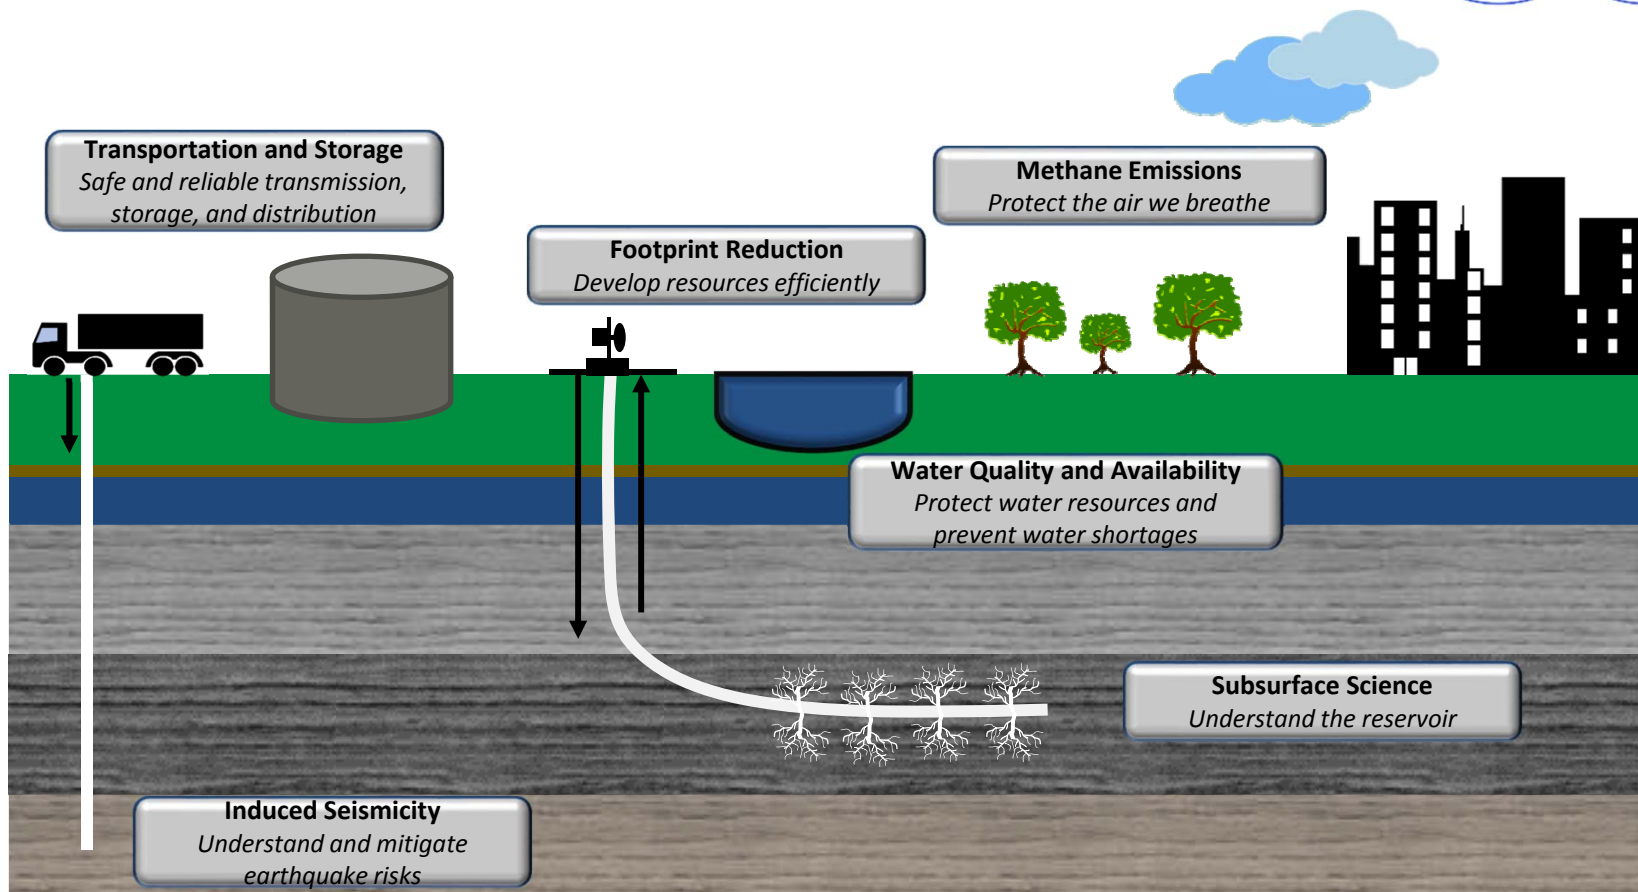 Transportation and Storage
Safe and reliable transmission,
storage, and distribution
Methane Emissions
Protect the air we breathe
Footprint Reduction
Develop resources efficiently
Water Quality and Availability
Protect water resources and
prevent water shortages
Subsurface Science
Understand the reservoir
Induced Seismicity
Understand and mitigate
earthquake risks